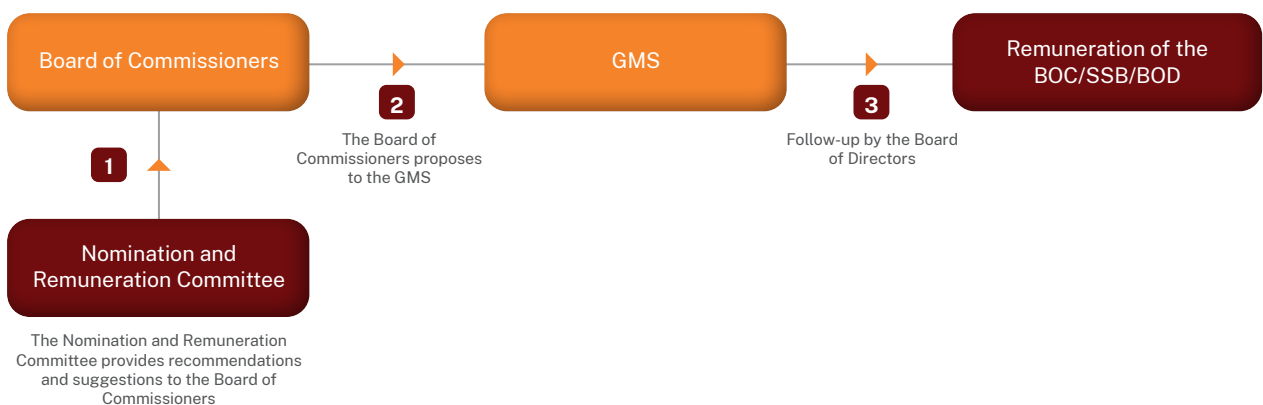 Board of Commissioners
GMS
Remuneration of the
BOC/SSB/BOD
2
The Board of
Commissioners proposes
to the GMS
3
Follow-up by the Board
of Directors
1
Nomination and
Remuneration Committee
The Nomination and Remuneration
Committee provides recommendations
and suggestions to the Board of
Commissioners